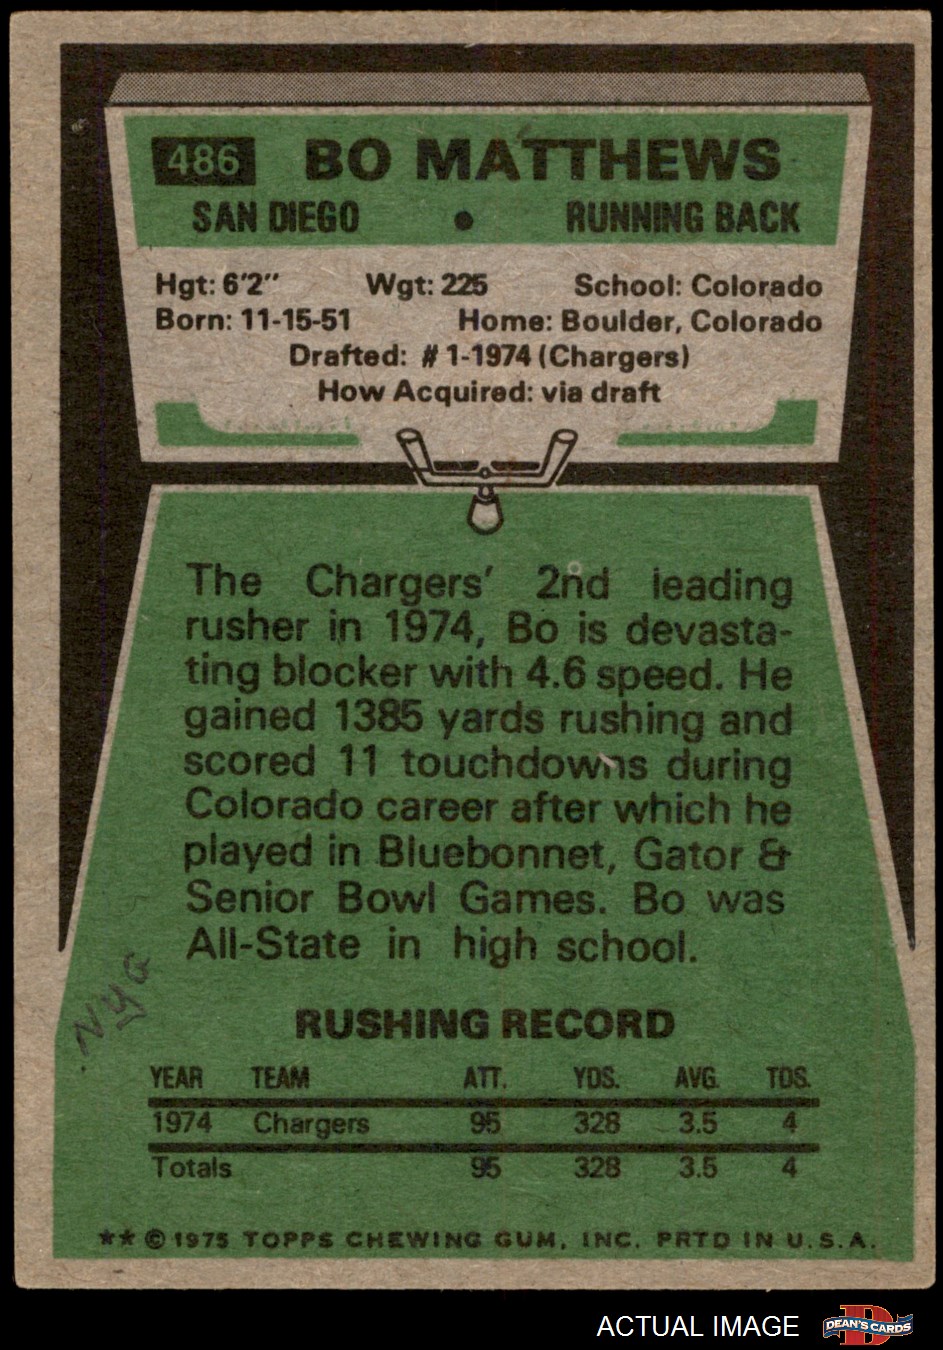 486 BO MATTHEWS
SAN DIEGO • RUNNING BACK
Hgt: 6'2" Wgt: 225 School: Colorado
Born: 11-15-51 Home: Boulder, Colorado
Drafted: #1-1974 (Chargers)
How Acquired: via draft
The Chargers' 2nd leading
rusher in 1974, Bo is devasta-
ting blocker with 4.6 speed. He
gained 1385 yards rushing and
scored 11 touchdowns during
Colorado career after which he
played in Bluebonnet, Gator &
Senior Bowl Games. Bo was
All-State in high school.
NYG
RUSHING RECORD
YEAR TEAM ATT. YDS. AVG. TDS.
1974 Chargers 95 328 3.5 4
Totals 95 328 3.5 4
**©1975 TOPPS CHEWING GUM, INC. PRTD IN U.S.A.
ACTUAL IMAGE DEAN'S CARDS